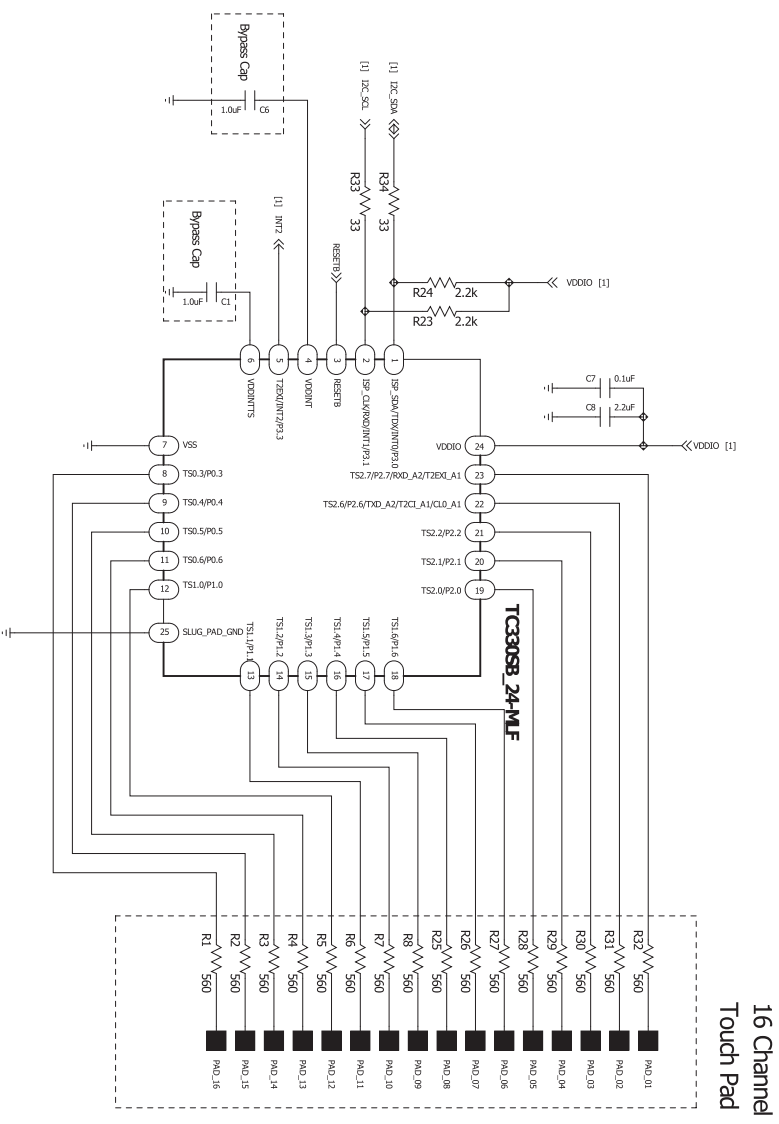 16 Channel
Touch Pad
TC330SB_24-MLF
Bypass Cap
1.0uF
C6
[1] I2C_SCL
[1] I2C_SDA
R33
33
R34
33
[1] INT2
RESETB
Bypass Cap
1.0uF
C1
R24
2.2k
R23
2.2k
VDDIO [1]
C7
0.1uF
C8
2.2uF
VDDIO [1]
6
VDDINTTS
5
T2EXI/INT2/P3.3
4
VDDINT
3
RESETB
2
ISP_CLK/RXD/INT1/P3.1
1
ISP_SDA/TDX/INT0/P3.0
7
VSS
8
TS0.3/P0.3
9
TS0.4/P0.4
10
TS0.5/P0.5
11
TS0.6/P0.6
12
TS1.0/P1.0
25
SLUG_PAD_GND
VDDIO
24
TS2.7/P2.7/RXD_A2/T2EXI_A1
23
TS2.6/P2.6/TXD_A2/T2CI_A1/CL0_A1
22
TS2.2/P2.2
21
TS2.1/P2.1
20
TS2.0/P2.0
19
TS1.1/P1.1
13
TS1.2/P1.2
14
TS1.3/P1.3
15
TS1.4/P1.4
16
TS1.5/P1.5
17
TS1.6/P1.6
18
R1
560
PAD_16
R2
560
PAD_15
R3
560
PAD_14
R4
560
PAD_13
R5
560
PAD_12
R6
560
PAD_11
R7
560
PAD_10
R8
560
PAD_09
R25
560
PAD_08
R26
560
PAD_07
R27
560
PAD_06
R28
560
PAD_05
R29
560
PAD_04
R30
560
PAD_03
R31
560
PAD_02
R32
560
PAD_01